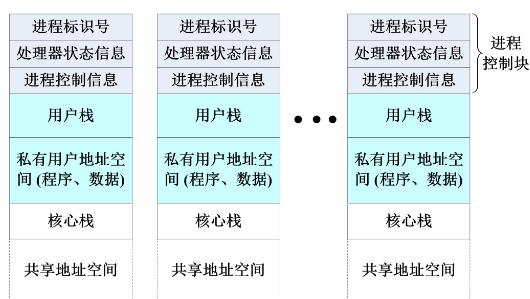 进程标识号
处理器状态信息
进程控制信息
用户栈
私有用户地址空
间 (程序、数据)
核心栈
共享地址空间
进程标识号
处理器状态信息
进程控制信息
用户栈
私有用户地址空
间 (程序、数据)
核心栈
共享地址空间
进程标识号
处理器状态信息
进程控制信息
用户栈
私有用户地址空
间 (程序、数据)
核心栈
共享地址空间
进程
控制块